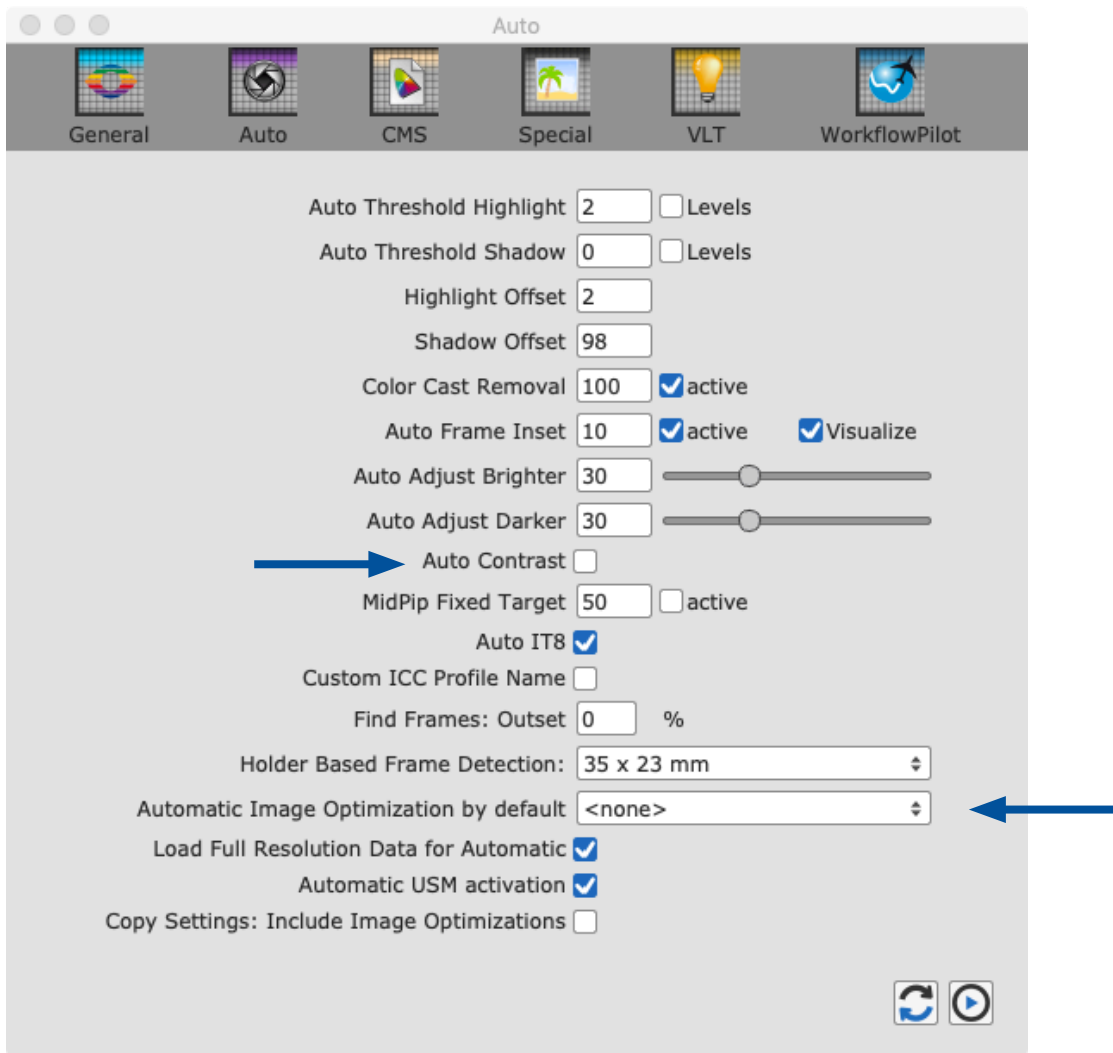 Auto
General Auto CMS Special VLT WorkflowPilot
Auto Threshold Highlight 2 Levels
Auto Threshold Shadow 0 Levels
Highlight Offset 2
Shadow Offset 98
Color Cast Removal 100 active
Auto Frame Inset 10 active Visualize
Auto Adjust Brighter 30
Auto Adjust Darker 30
Auto Contrast
MidPip Fixed Target 50 active
Auto IT8
Custom ICC Profile Name
Find Frames: Outset 0 %
Holder Based Frame Detection: 35 x 23 mm
Automatic Image Optimization by default <none>
Load Full Resolution Data for Automatic
Automatic USM activation
Copy Settings: Include Image Optimizations